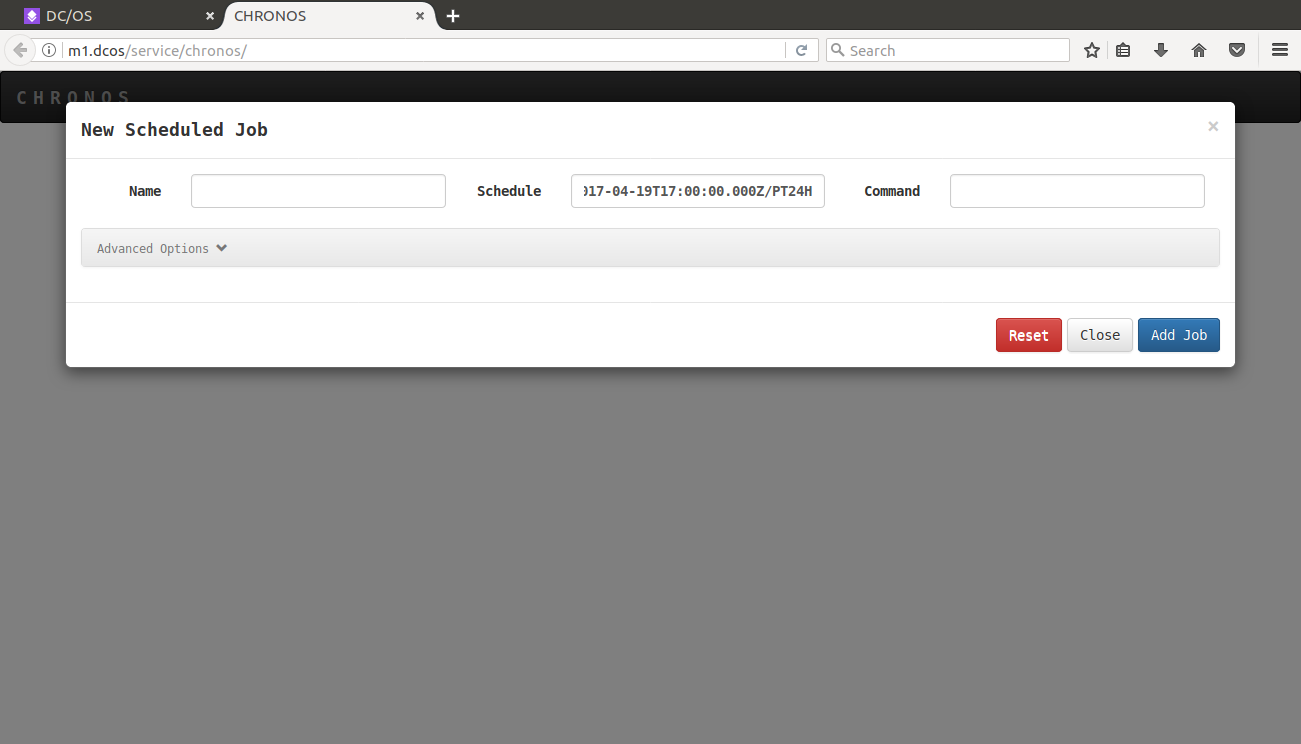 DC/OS
CHRONOS
m1.dcos/service/chronos/
Search
CHRONOS
New Scheduled Job
Name
Schedule
017-04-19T17:00:00.000Z/PT24H
Command
Advanced Options
Reset
Close
Add Job